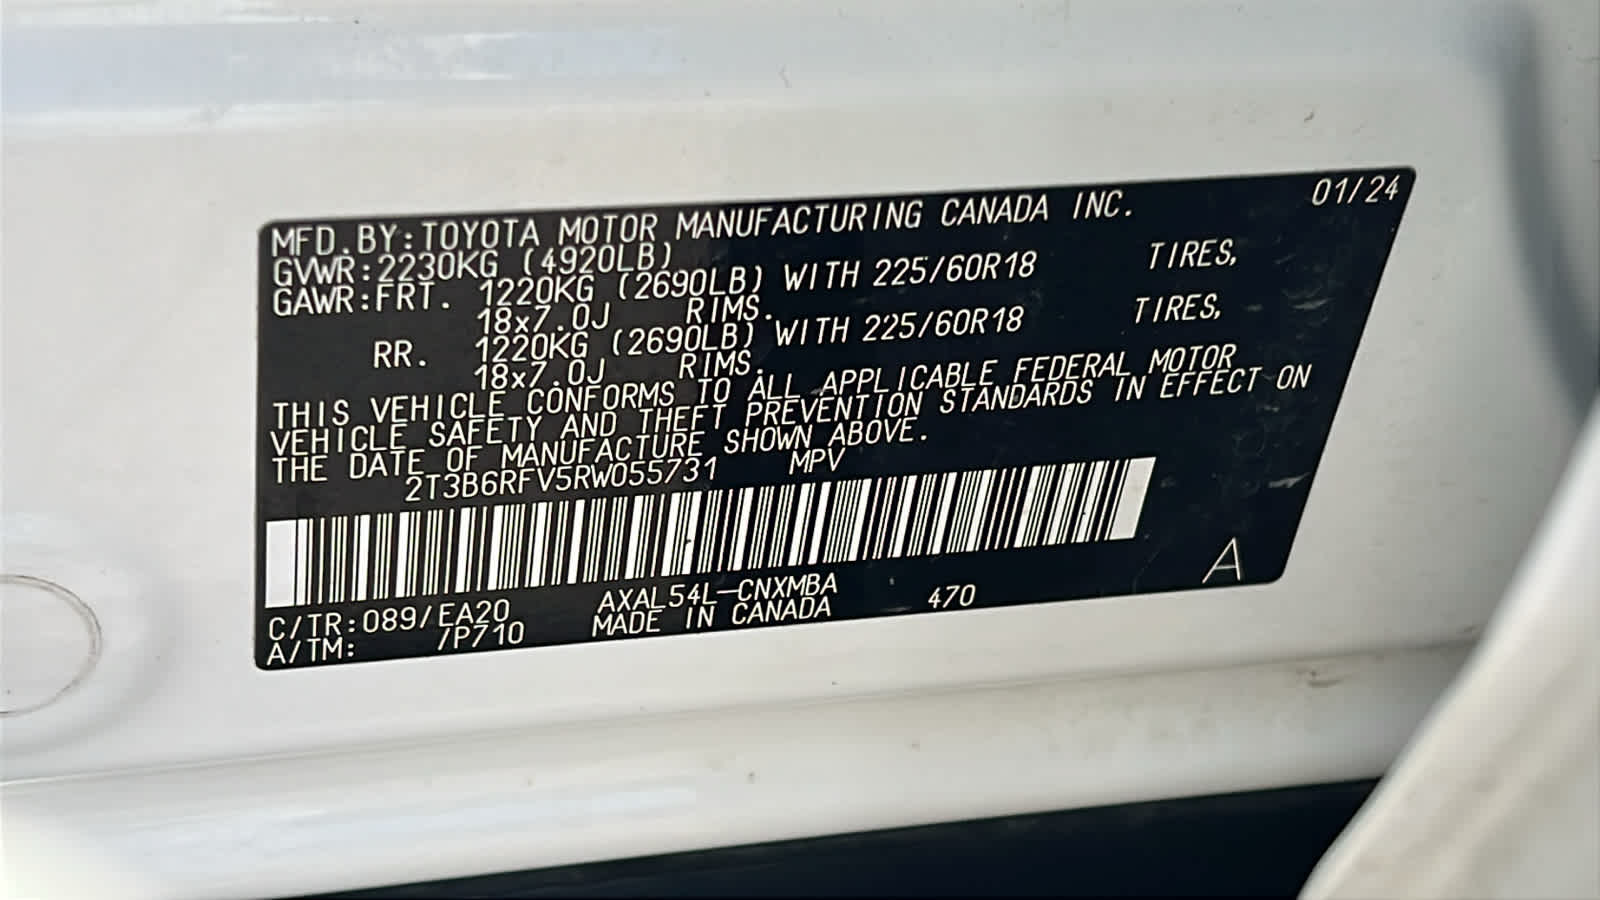 MFD.BY:TOYOTA MOTOR MANUFACTURING CANADA INC. 01/24
GVWR:2230KG (4920LB)
GAWR:FRT. 1220KG (2690LB) WITH 225/60R18 TIRES,
18x7.0J RIMS.
RR. 1220KG (2690LB) WITH 225/60R18 TIRES,
18x7.0J RIMS.
THIS VEHICLE CONFORMS TO ALL APPLICABLE FEDERAL MOTOR
VEHICLE SAFETY AND THEFT PREVENTION STANDARDS IN EFFECT ON
THE DATE OF MANUFACTURE SHOWN ABOVE.
2T3B6RFV5RW055731 MPV
C/TR:089/EA20 AXAL54L-CNXMBA 470 A
A/TM: /P710 MADE IN CANADA